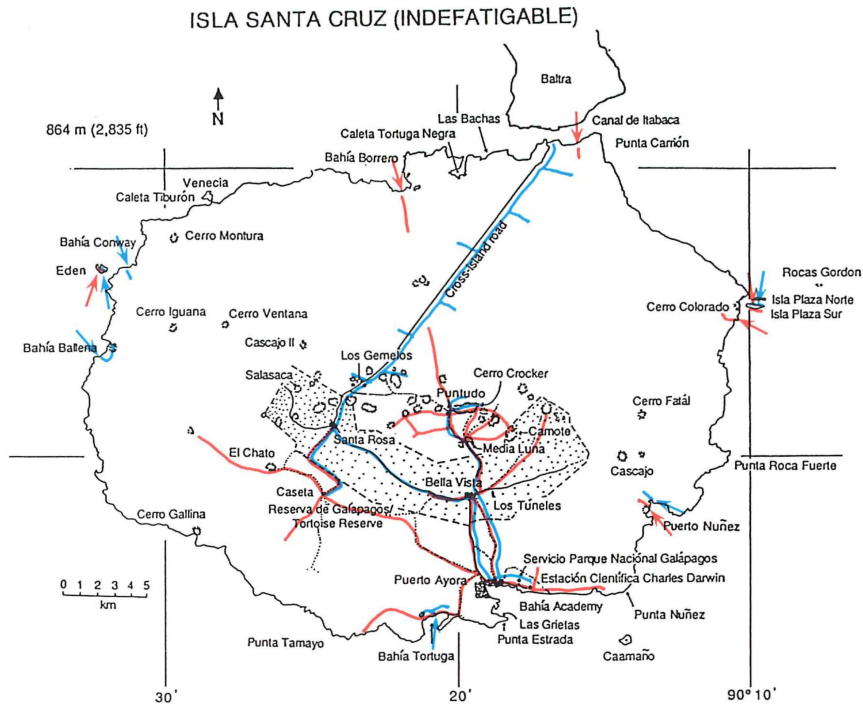 ISLA SANTA CRUZ (INDEFATIGABLE)
Baltra
864 m (2,835 ft)
N
Las Bachas
Canal de Itabaca
Caleta Tortuga Negra
Punta Carrión
Bahía Borrero
Venecia
Caleta Tiburón
Bahía Conway
Cerro Montura
Eden
Cross-island road
Rocas Gordon
Isla Plaza Norte
Cerro Colorado
Isla Plaza Sur
Cerro Iguana
Cerro Ventana
Cascajo II
Bahía Ballena
Los Gemelos
Salasaca
Cerro Crocker
Puntudo
Cerro Fatál
Camote
Santa Rosa
Media Luna
El Chato
Cascajo
Punta Roca Fuerte
Bella Vista
Caseta
Los Túneles
Reserva de Galápagos/
Tortoise Reserve
Cerro Gallina
Puerto Nuñez
Servicio Parque Nacional Galápagos
Puerto Ayora
Estación Científica Charles Darwin
0 1 3 4 5
km
Bahía Academy
Punta Nuñez
Las Grietas
Punta Tamayo
Punta Estrada
Bahía Tortuga
Caamaño
30'
20'
90° 10'